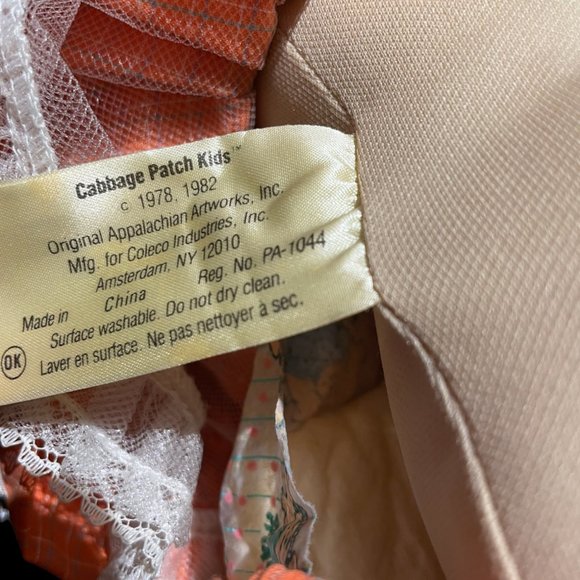 Cabbage Patch Kids™
c 1978, 1982
Original Appalachian Artworks, Inc.
Mfg. for Coleco Industries, Inc.
Amsterdam, NY 12010
Reg. No. PA-1044
Made in China
Surface washable. Do not dry clean.
OK Laver en surface. Ne pas nettoyer à sec.